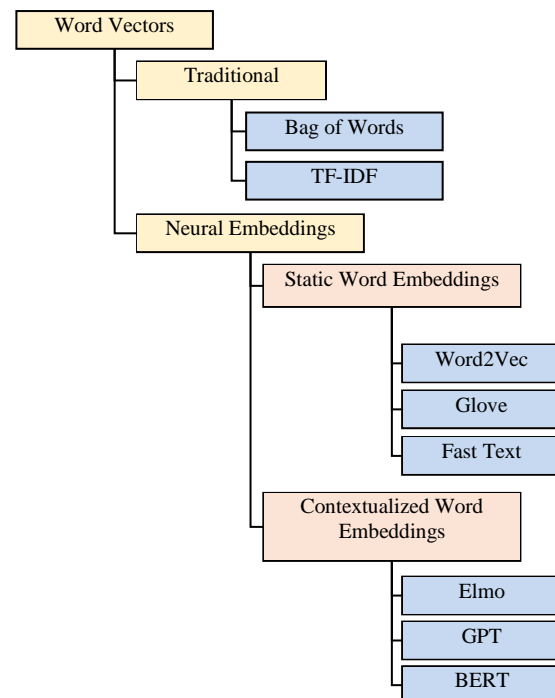 Word Vectors
Traditional
Bag of Words
TF-IDF
Neural Embeddings
Static Word Embeddings
Word2Vec
Glove
Fast Text
Contextualized Word
Embeddings
Elmo
GPT
BERT